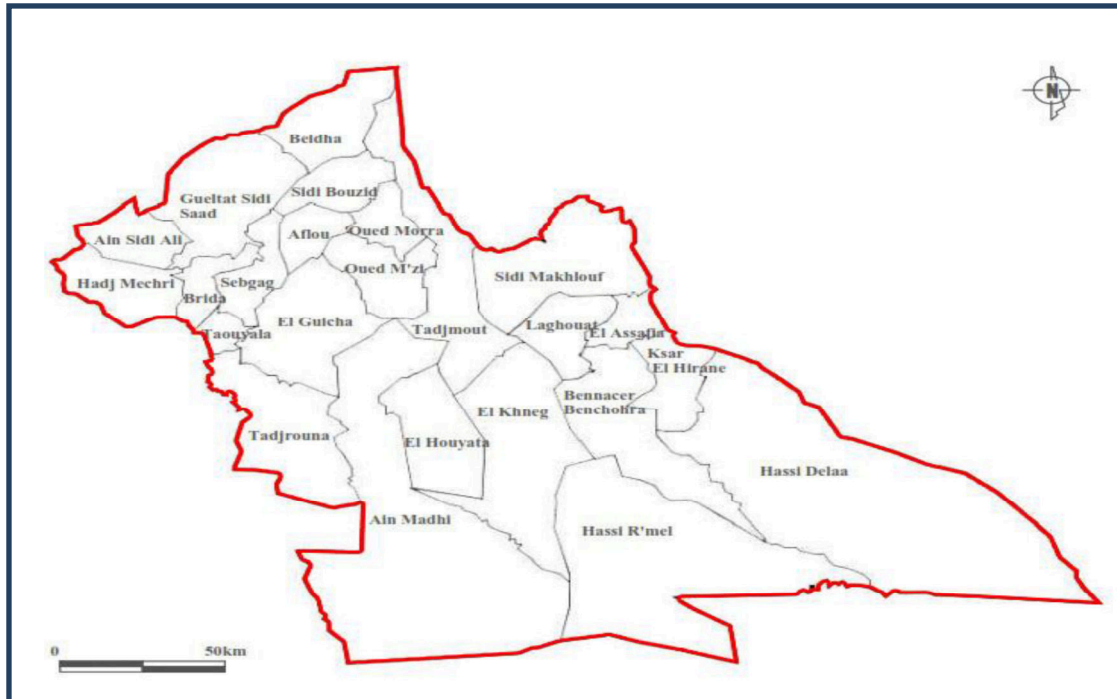 N
Beidha
Gueltat Sidi
Saad
Sidi Bouzid
Aflou
Oued Morra
Ain Sidi Ali
Hadj Mechri
Brida
Sebgag
Oued M'zi
Sidi Makhlouf
El Guicha
Taouyala
Tadjmout
Laghouat
El Assafia
Ksar
El Hirane
Bennacer
Benchohra
El Khneg
Tadjrouna
El Houyata
Hassi Delaa
Ain Madhi
Hassi R'mel
0 50km